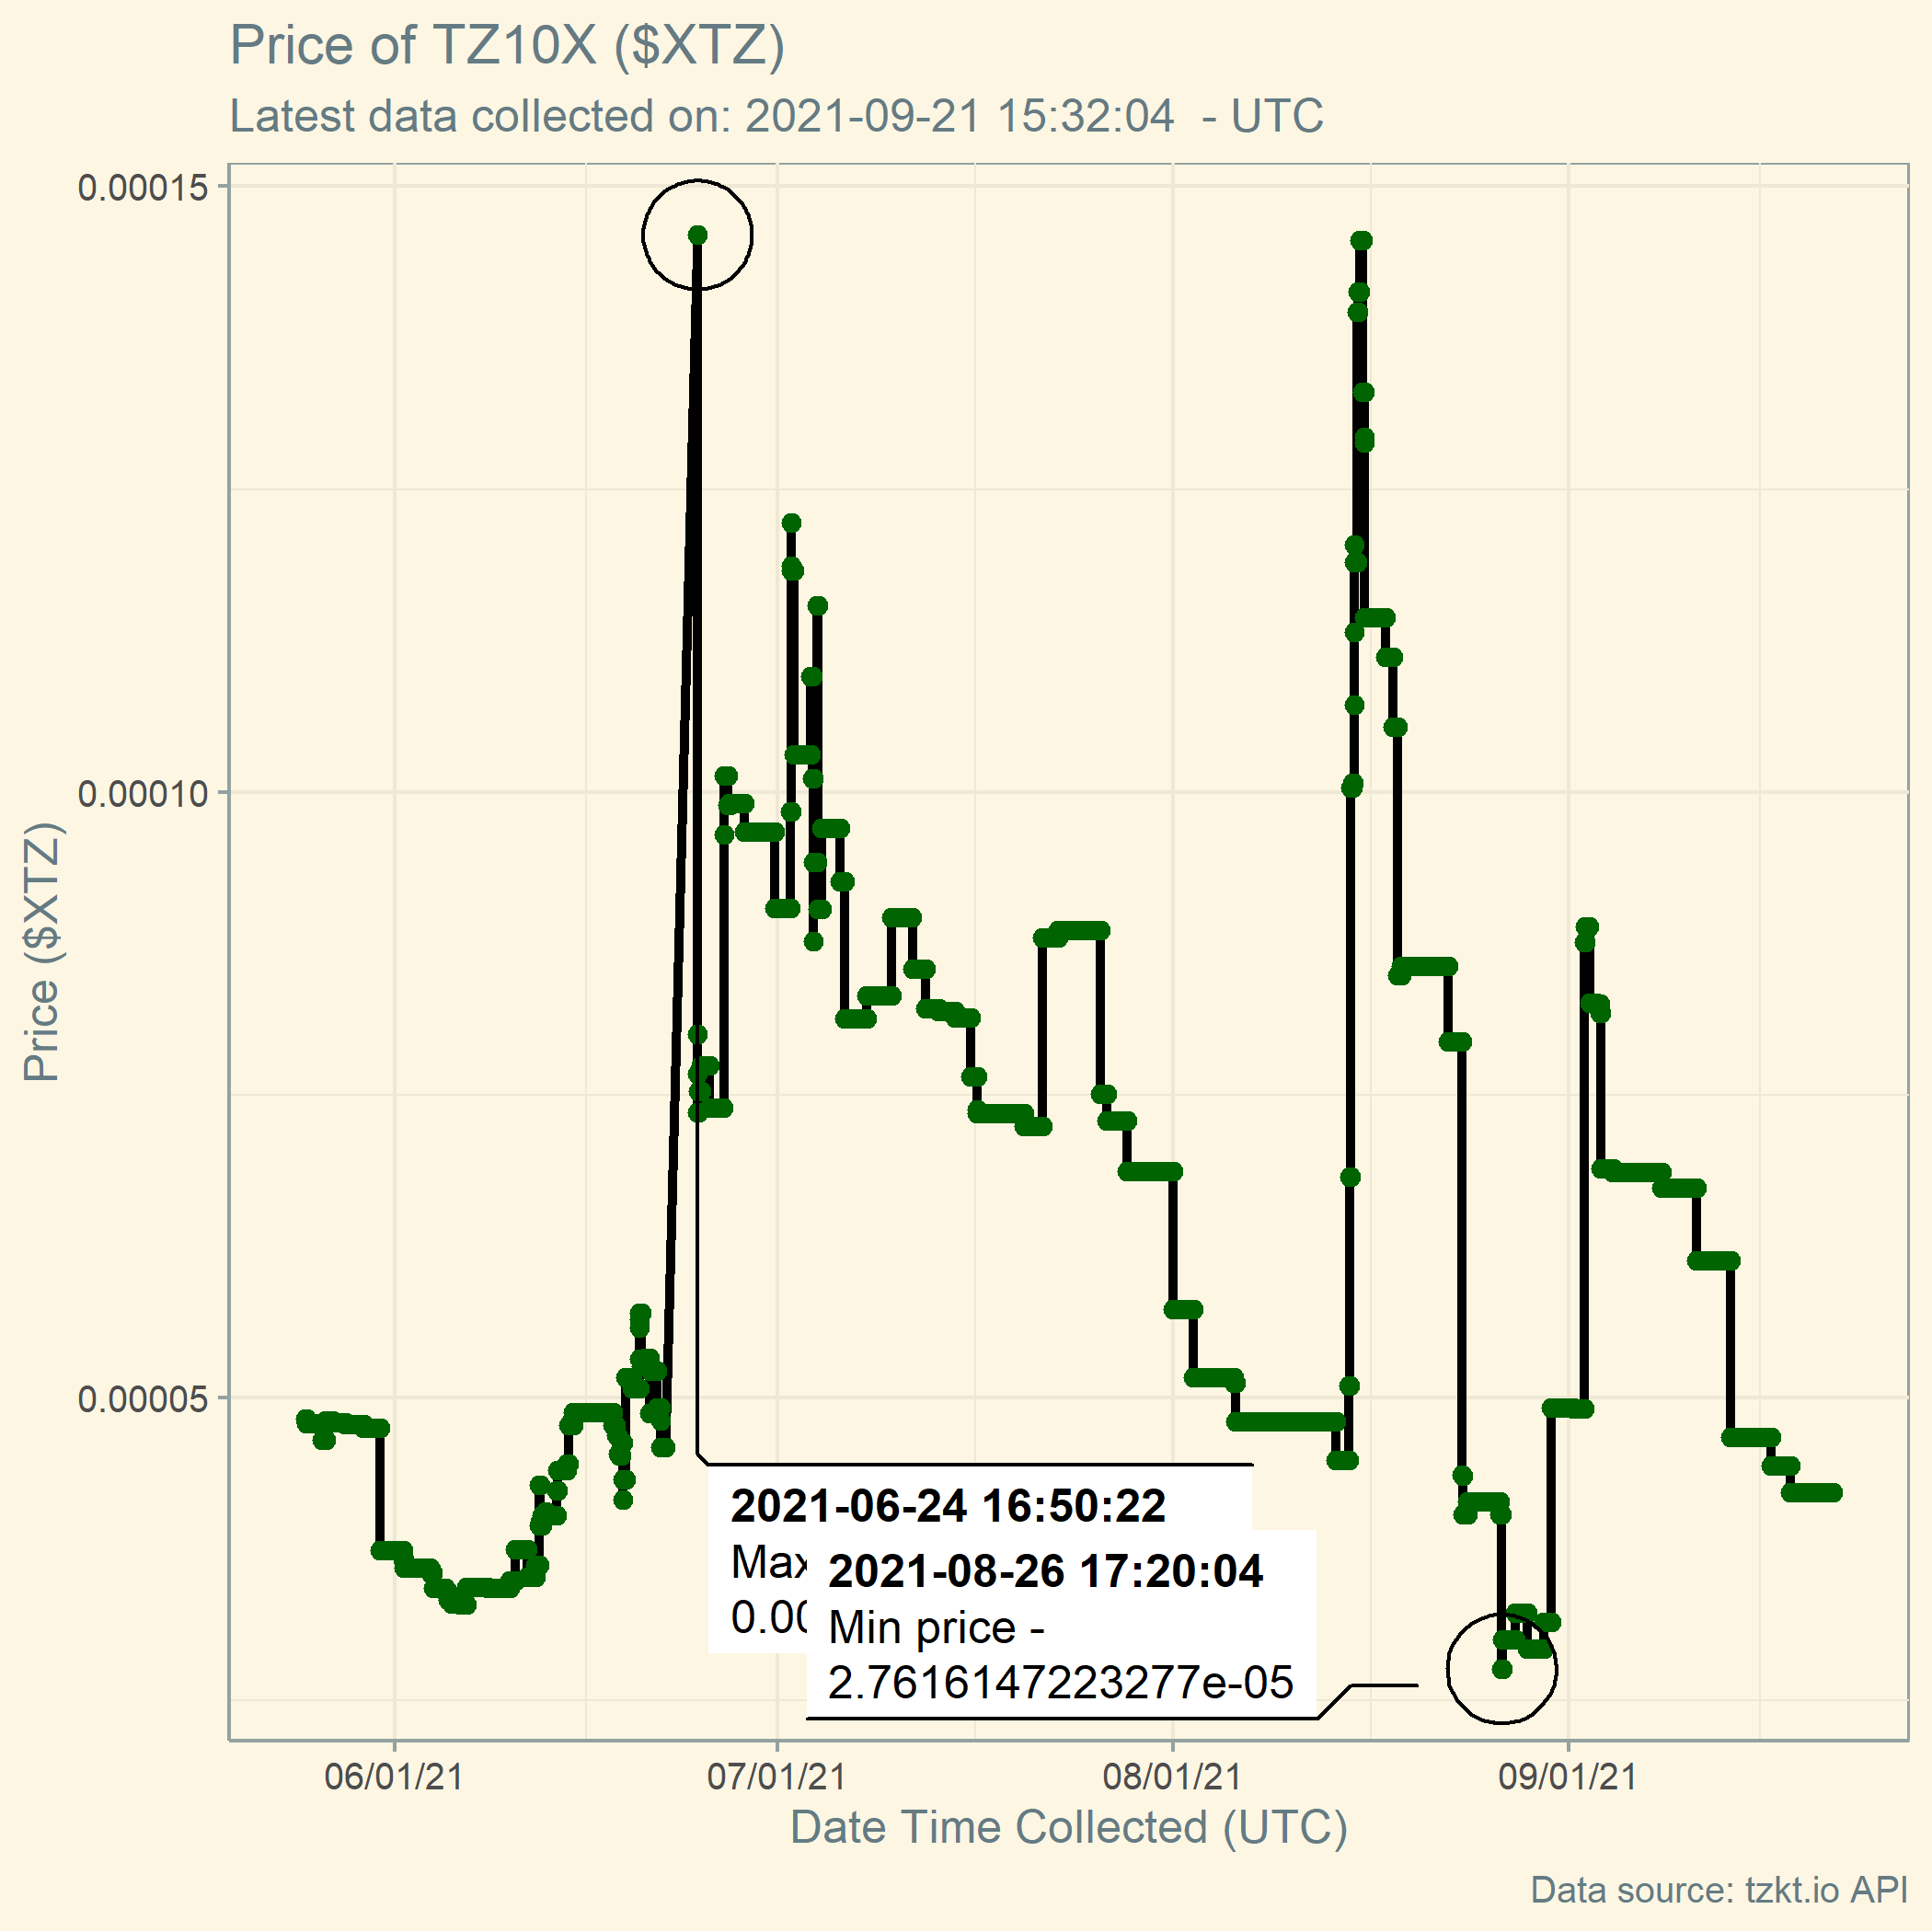 Price of TZ10X ($XTZ)
Latest data collected on: 2021-09-21 15:32:04  - UTC
0.00015
0.00010
0.00005
Price ($XTZ)
2021-06-24 16:50:22
Max
0.00
2021-08-26 17:20:04
Min price -
2.7616147223277e-05
06/01/21
07/01/21
08/01/21
09/01/21
Date Time Collected (UTC)
Data source: tzkt.io API